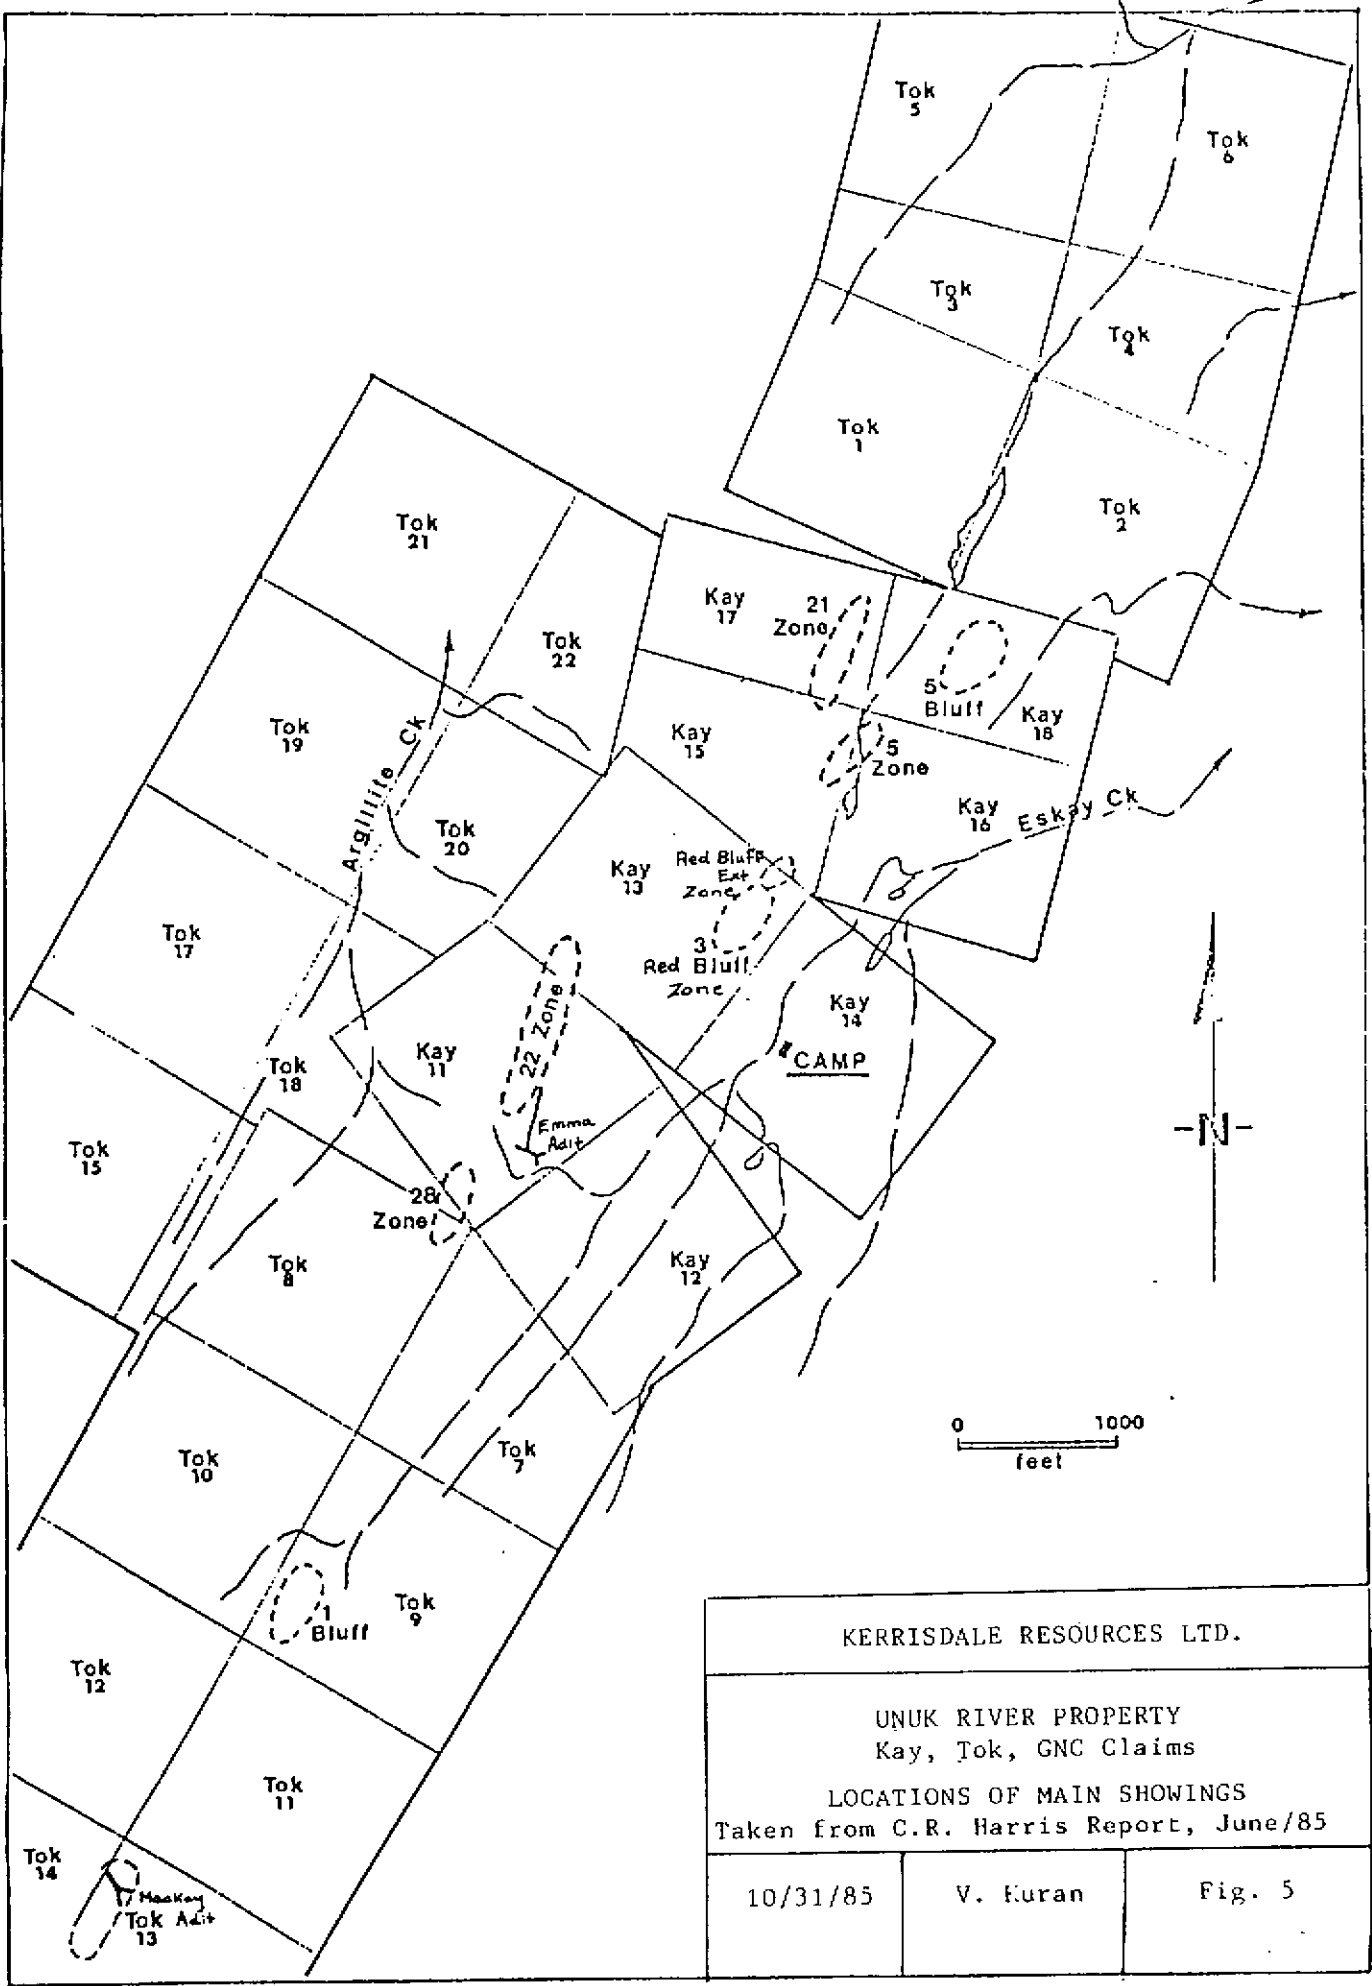 Tok
5
Tok
6
Tok
3
Tok
4
Tok
1
Tok
2
Tok
21
Tok
22
Kay
17
21
Zone
5
Bluff
Kay
18
Tok
19
Argillite Ck
Kay
15
5
Zone
Kay
16
Eskay Ck
Tok
20
Kay
13
Red Bluff
Ext
Zone
3
Red Bluff
Zone
Tok
17
22 Zone
Kay
14
CAMP
Kay
11
Tok
18
Emma
Adit
N
Tok
15
28
Zone
Tok
8
Kay
12
0 1000
feet
Tok
10
Tok
7
1
Bluff
Tok
9
Tok
12
Tok
11
Tok
14
MacKay
Adit
Tok
13
KERRISDALE RESOURCES LTD.
UNUK RIVER PROPERTY
Kay, Tok, GNC Claims
LOCATIONS OF MAIN SHOWINGS
Taken from C.R. Harris Report, June/85
10/31/85
V. Kuran
Fig. 5